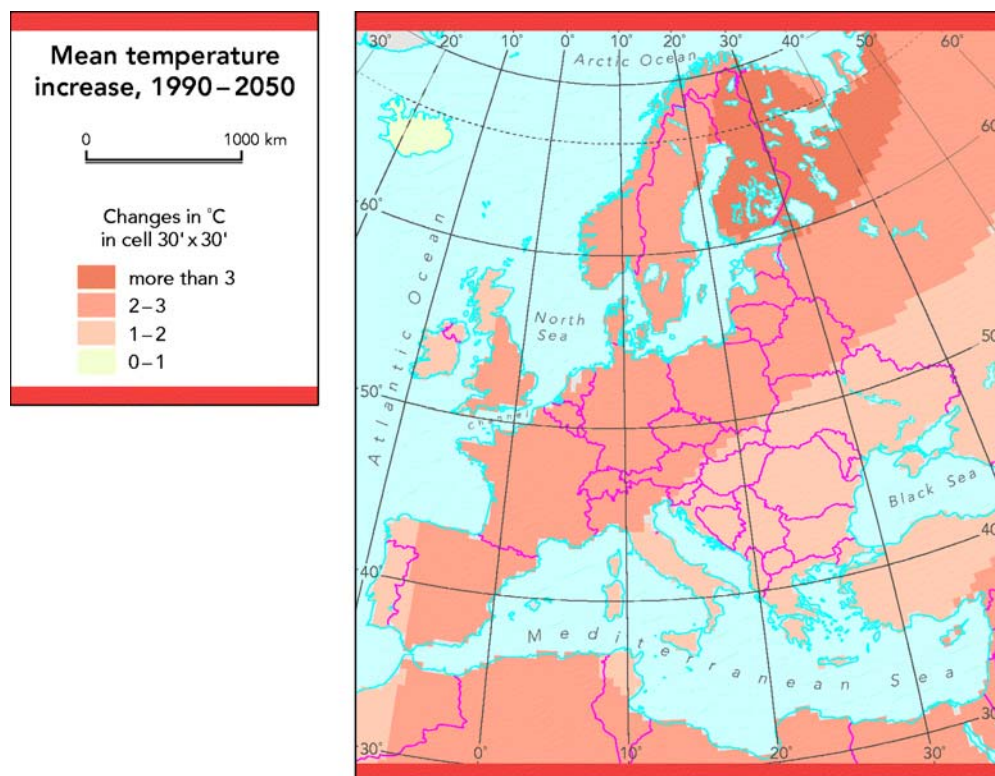 Mean temperature
increase, 1990–2050
0 1000 km
Changes in °C
in cell 30' x 30'
more than 3
2–3
1–2
0–1
30° 20° 10° 0° 10° 20° 30° 40° 50° 60°
Arctic Ocean
60°
60°
Atlantic Ocean
North
Sea
50°
50°
Channel
Black Sea
40°
40°
Mediterranean Sea
30°
30°
0° 10° 20° 30°